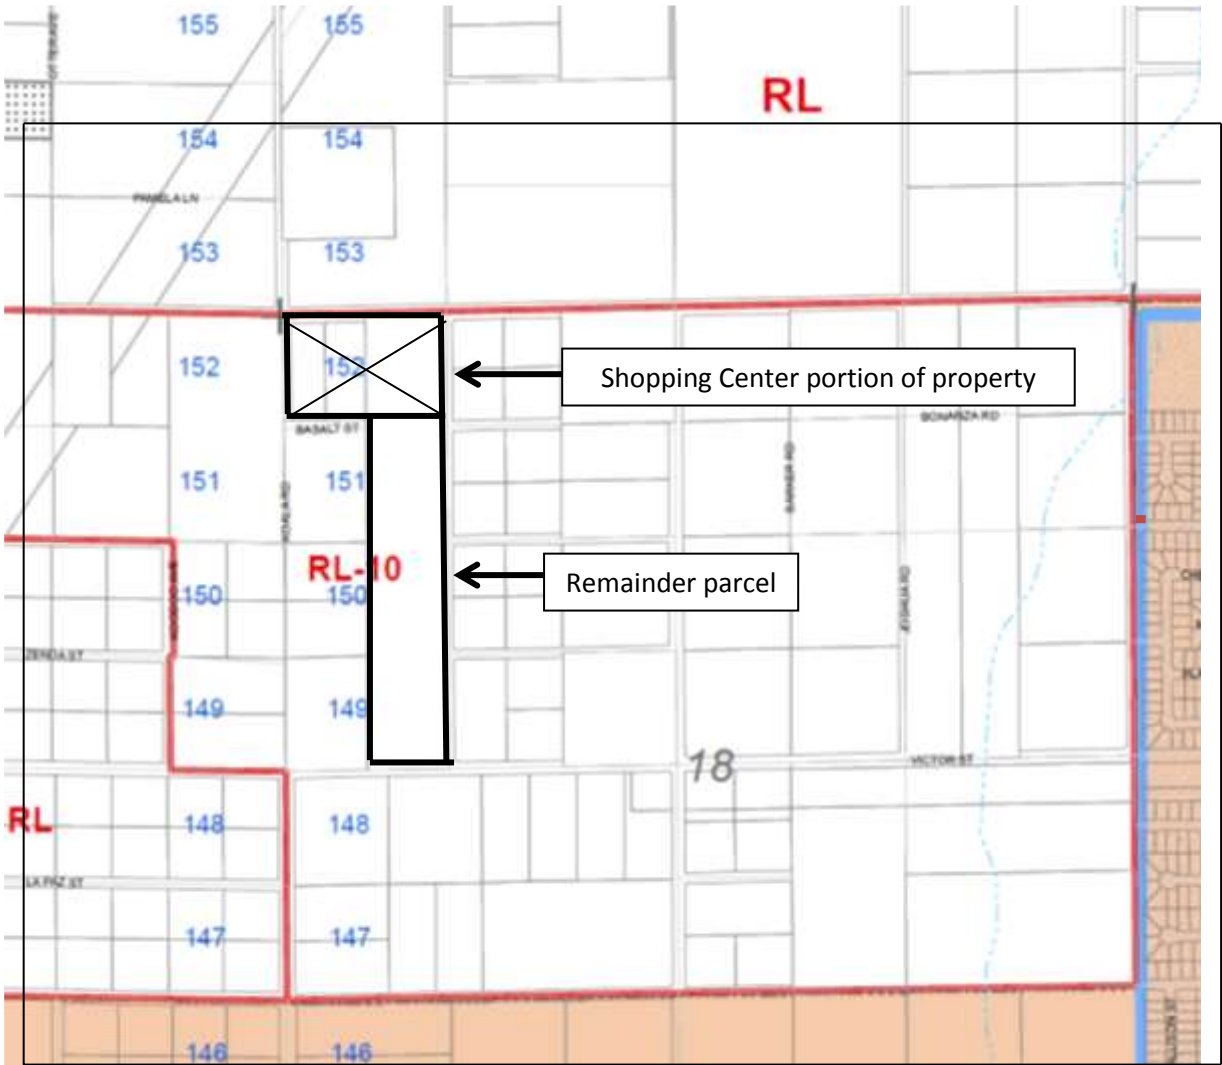 155 155
RL
154 154
PAMELA LN
153 153
152 152
Shopping Center portion of property
BONANZA RD
BASALT ST
151 151
RL-10
Remainder parcel
150 150
ZENDA ST
149 149
VICTOR ST
18
RL
148 148
LA PAZ ST
147 147
146 146